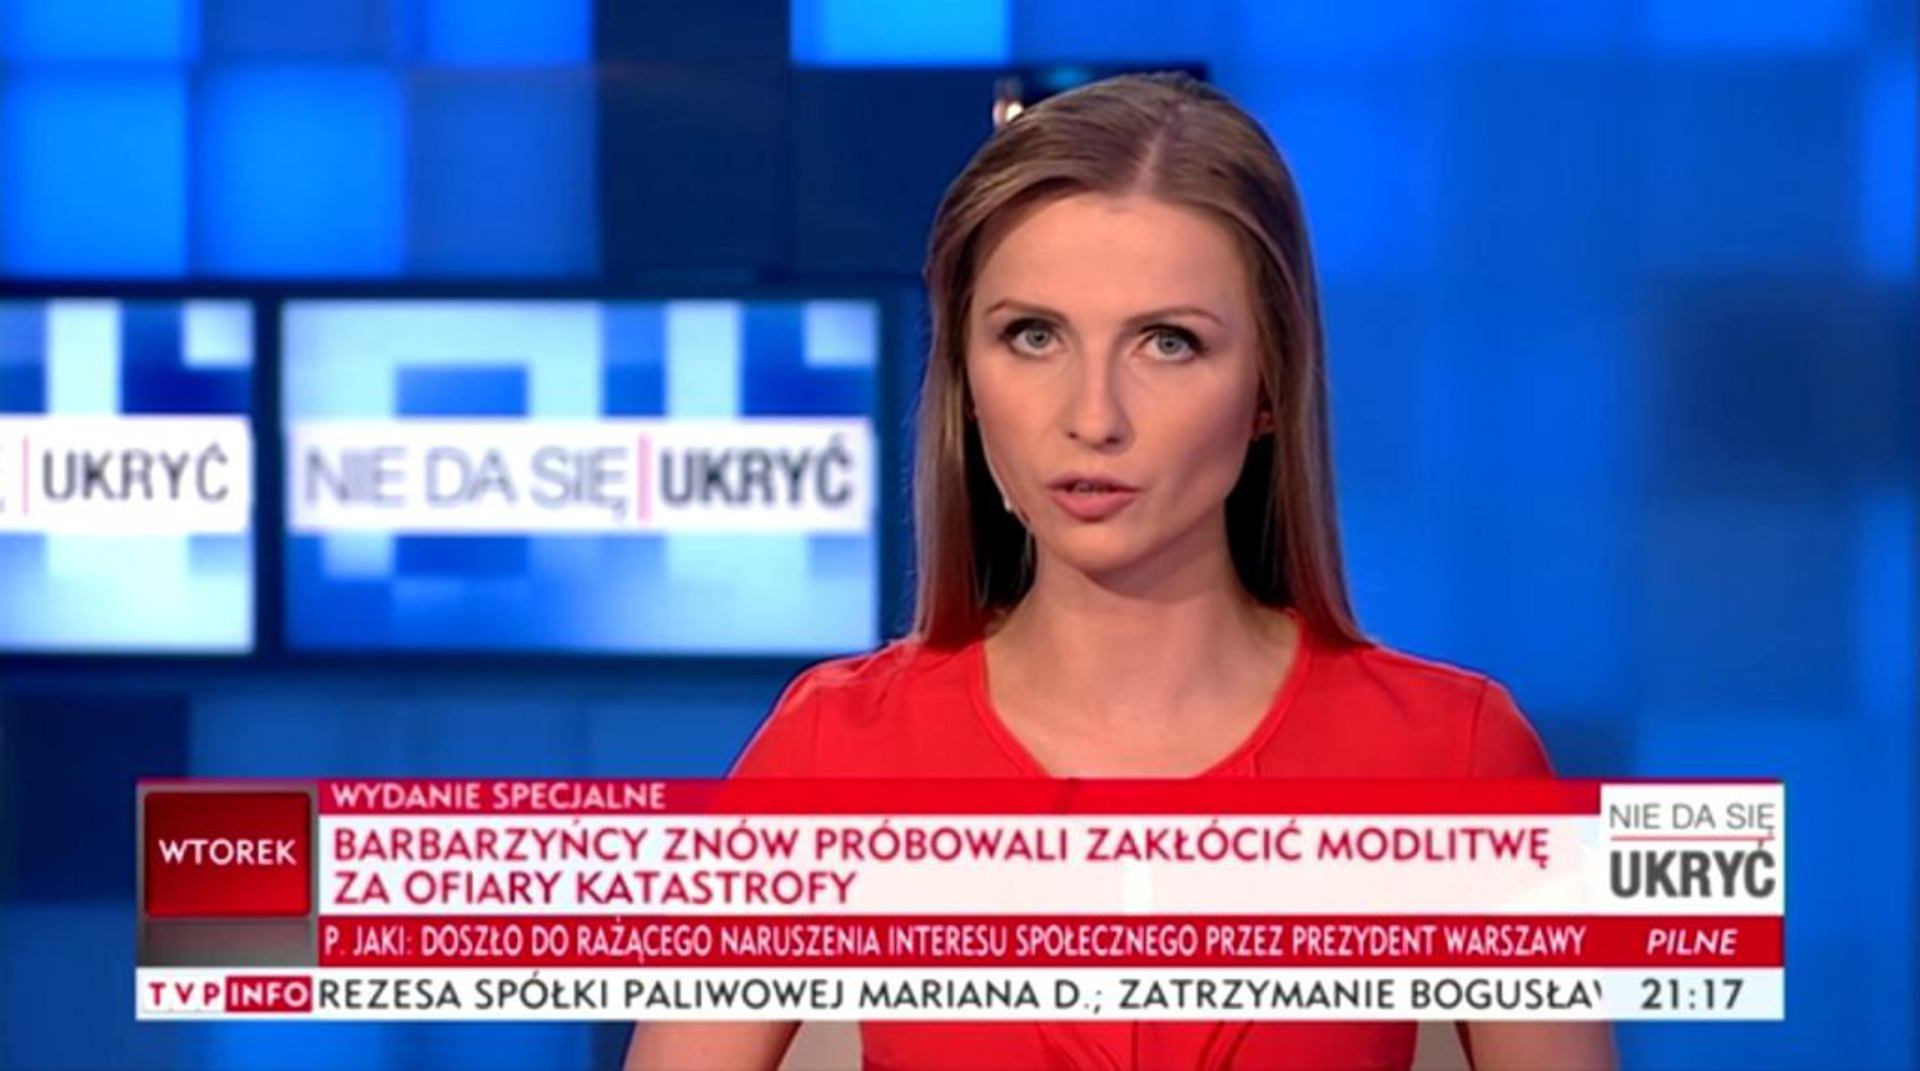 UKRYĆ
NIE DA SIĘ UKRYĆ
WYDANIE SPECJALNE
WTOREK
BARBARZYŃCY ZNÓW PRÓBOWALI ZAKŁÓCIĆ MODLITWĘ
ZA OFIARY KATASTROFY
NIE DA SIĘ
UKRYĆ
P. JAKI: DOSZŁO DO RAŻĄCEGO NARUSZENIA INTERESU SPOŁECZNEGO PRZEZ PREZYDENT WARSZAWY PILNE
TVP INFO REZESA SPÓŁKI PALIWOWEJ MARIANA D.; ZATRZYMANIE BOGUSŁAW 21:17